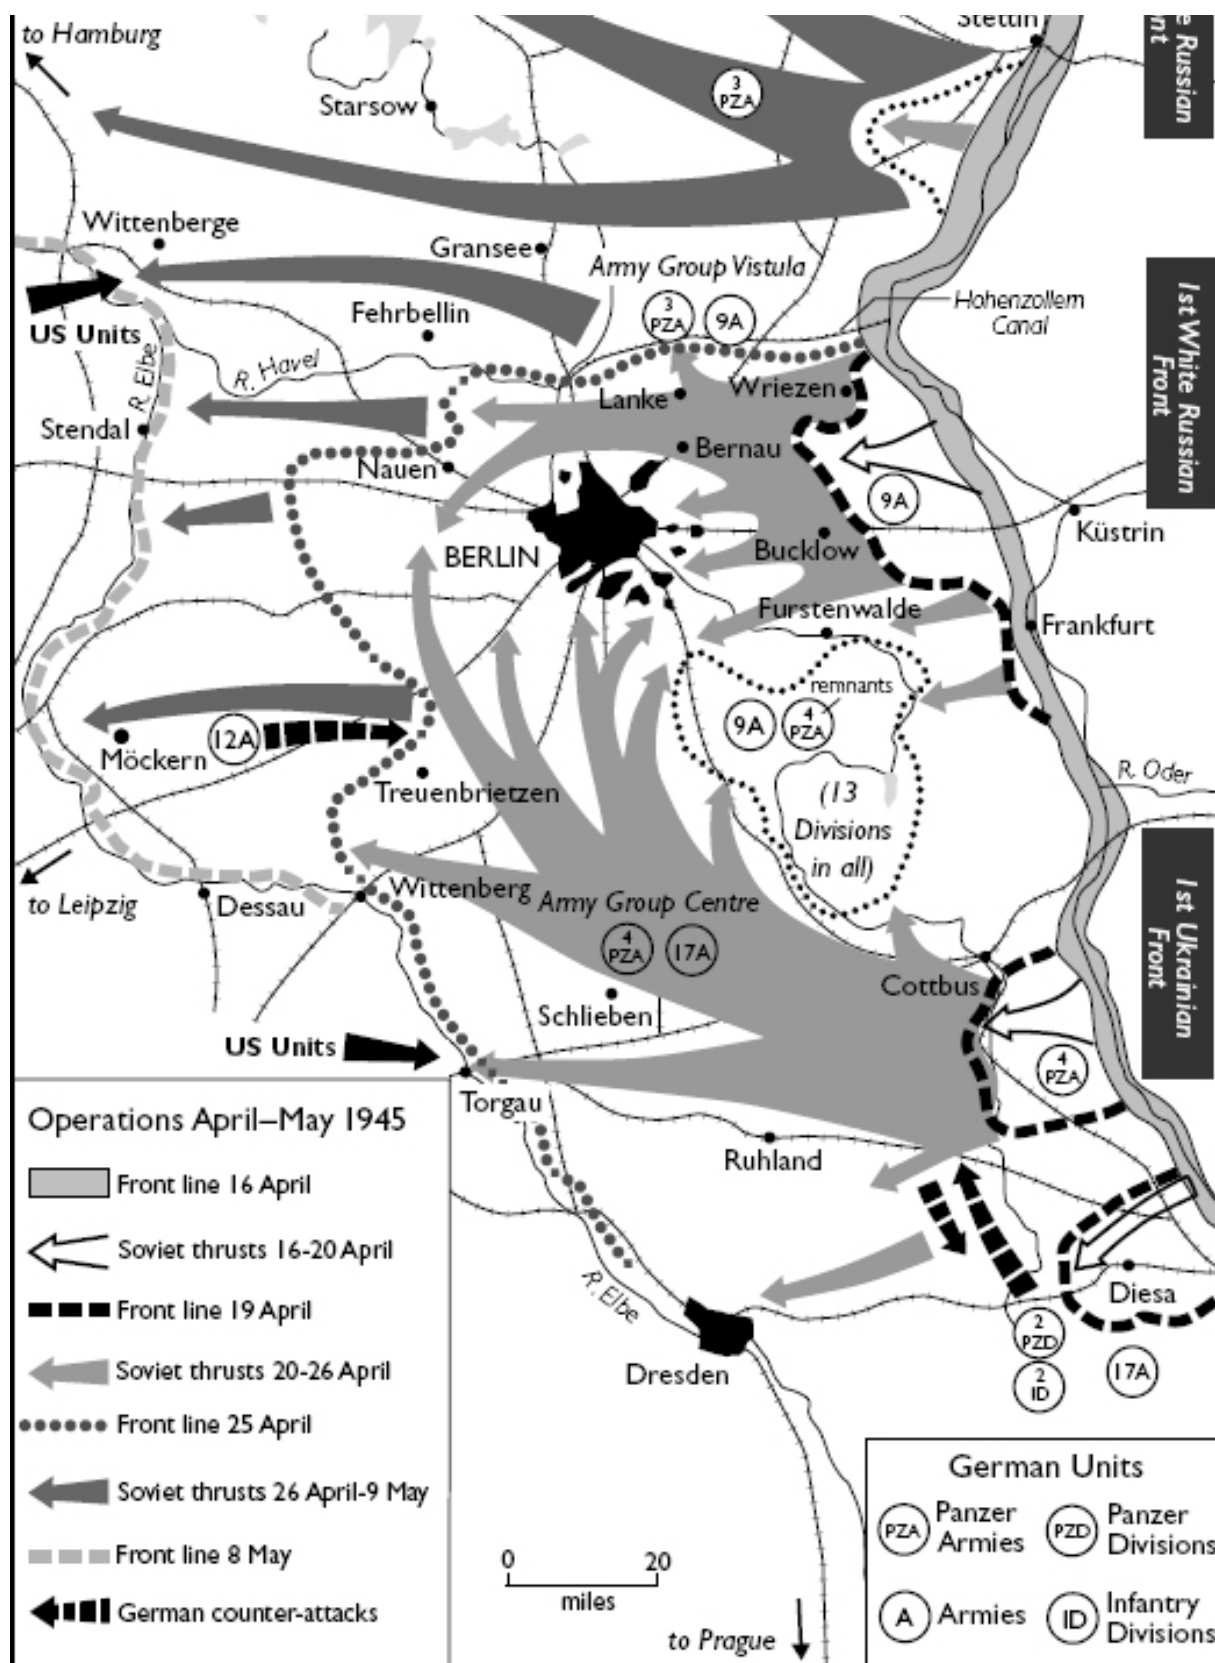 to Hamburg
Stettin
e Russian
nt
3
PZA
Starsow
Wittenberge
Gransee
Army Group Vistula
3
PZA
9A
Hohenzollern
Canal
Ist White Russian
Front
US Units
Fehrbellin
R. Elbe
R. Havel
Lanke
Wriezen
Stendal
Nauen
Bernau
9A
Küstrin
BERLIN
Bucklow
Furstenwalde
Frankfurt
remnants
9A
4
PZA
12A
Möckern
Treuenbrietzen
(13
Divisions
in all)
R. Oder
to Leipzig
Dessau
Wittenberg
Army Group Centre
4
PZA
17A
Ist Ukrainian
Front
Cottbus
Schlieben
US Units
4
PZA
Torgau
Ruhland
R. Elbe
Diesa
2
PZD
2
ID
17A
Dresden
Operations April–May 1945
Front line 16 April
Soviet thrusts 16-20 April
Front line 19 April
Soviet thrusts 20-26 April
Front line 25 April
Soviet thrusts 26 April-9 May
Front line 8 May
German counter-attacks
0 20
miles
to Prague
German Units
PZA Panzer Armies
PZD Panzer Divisions
A Armies
ID Infantry Divisions